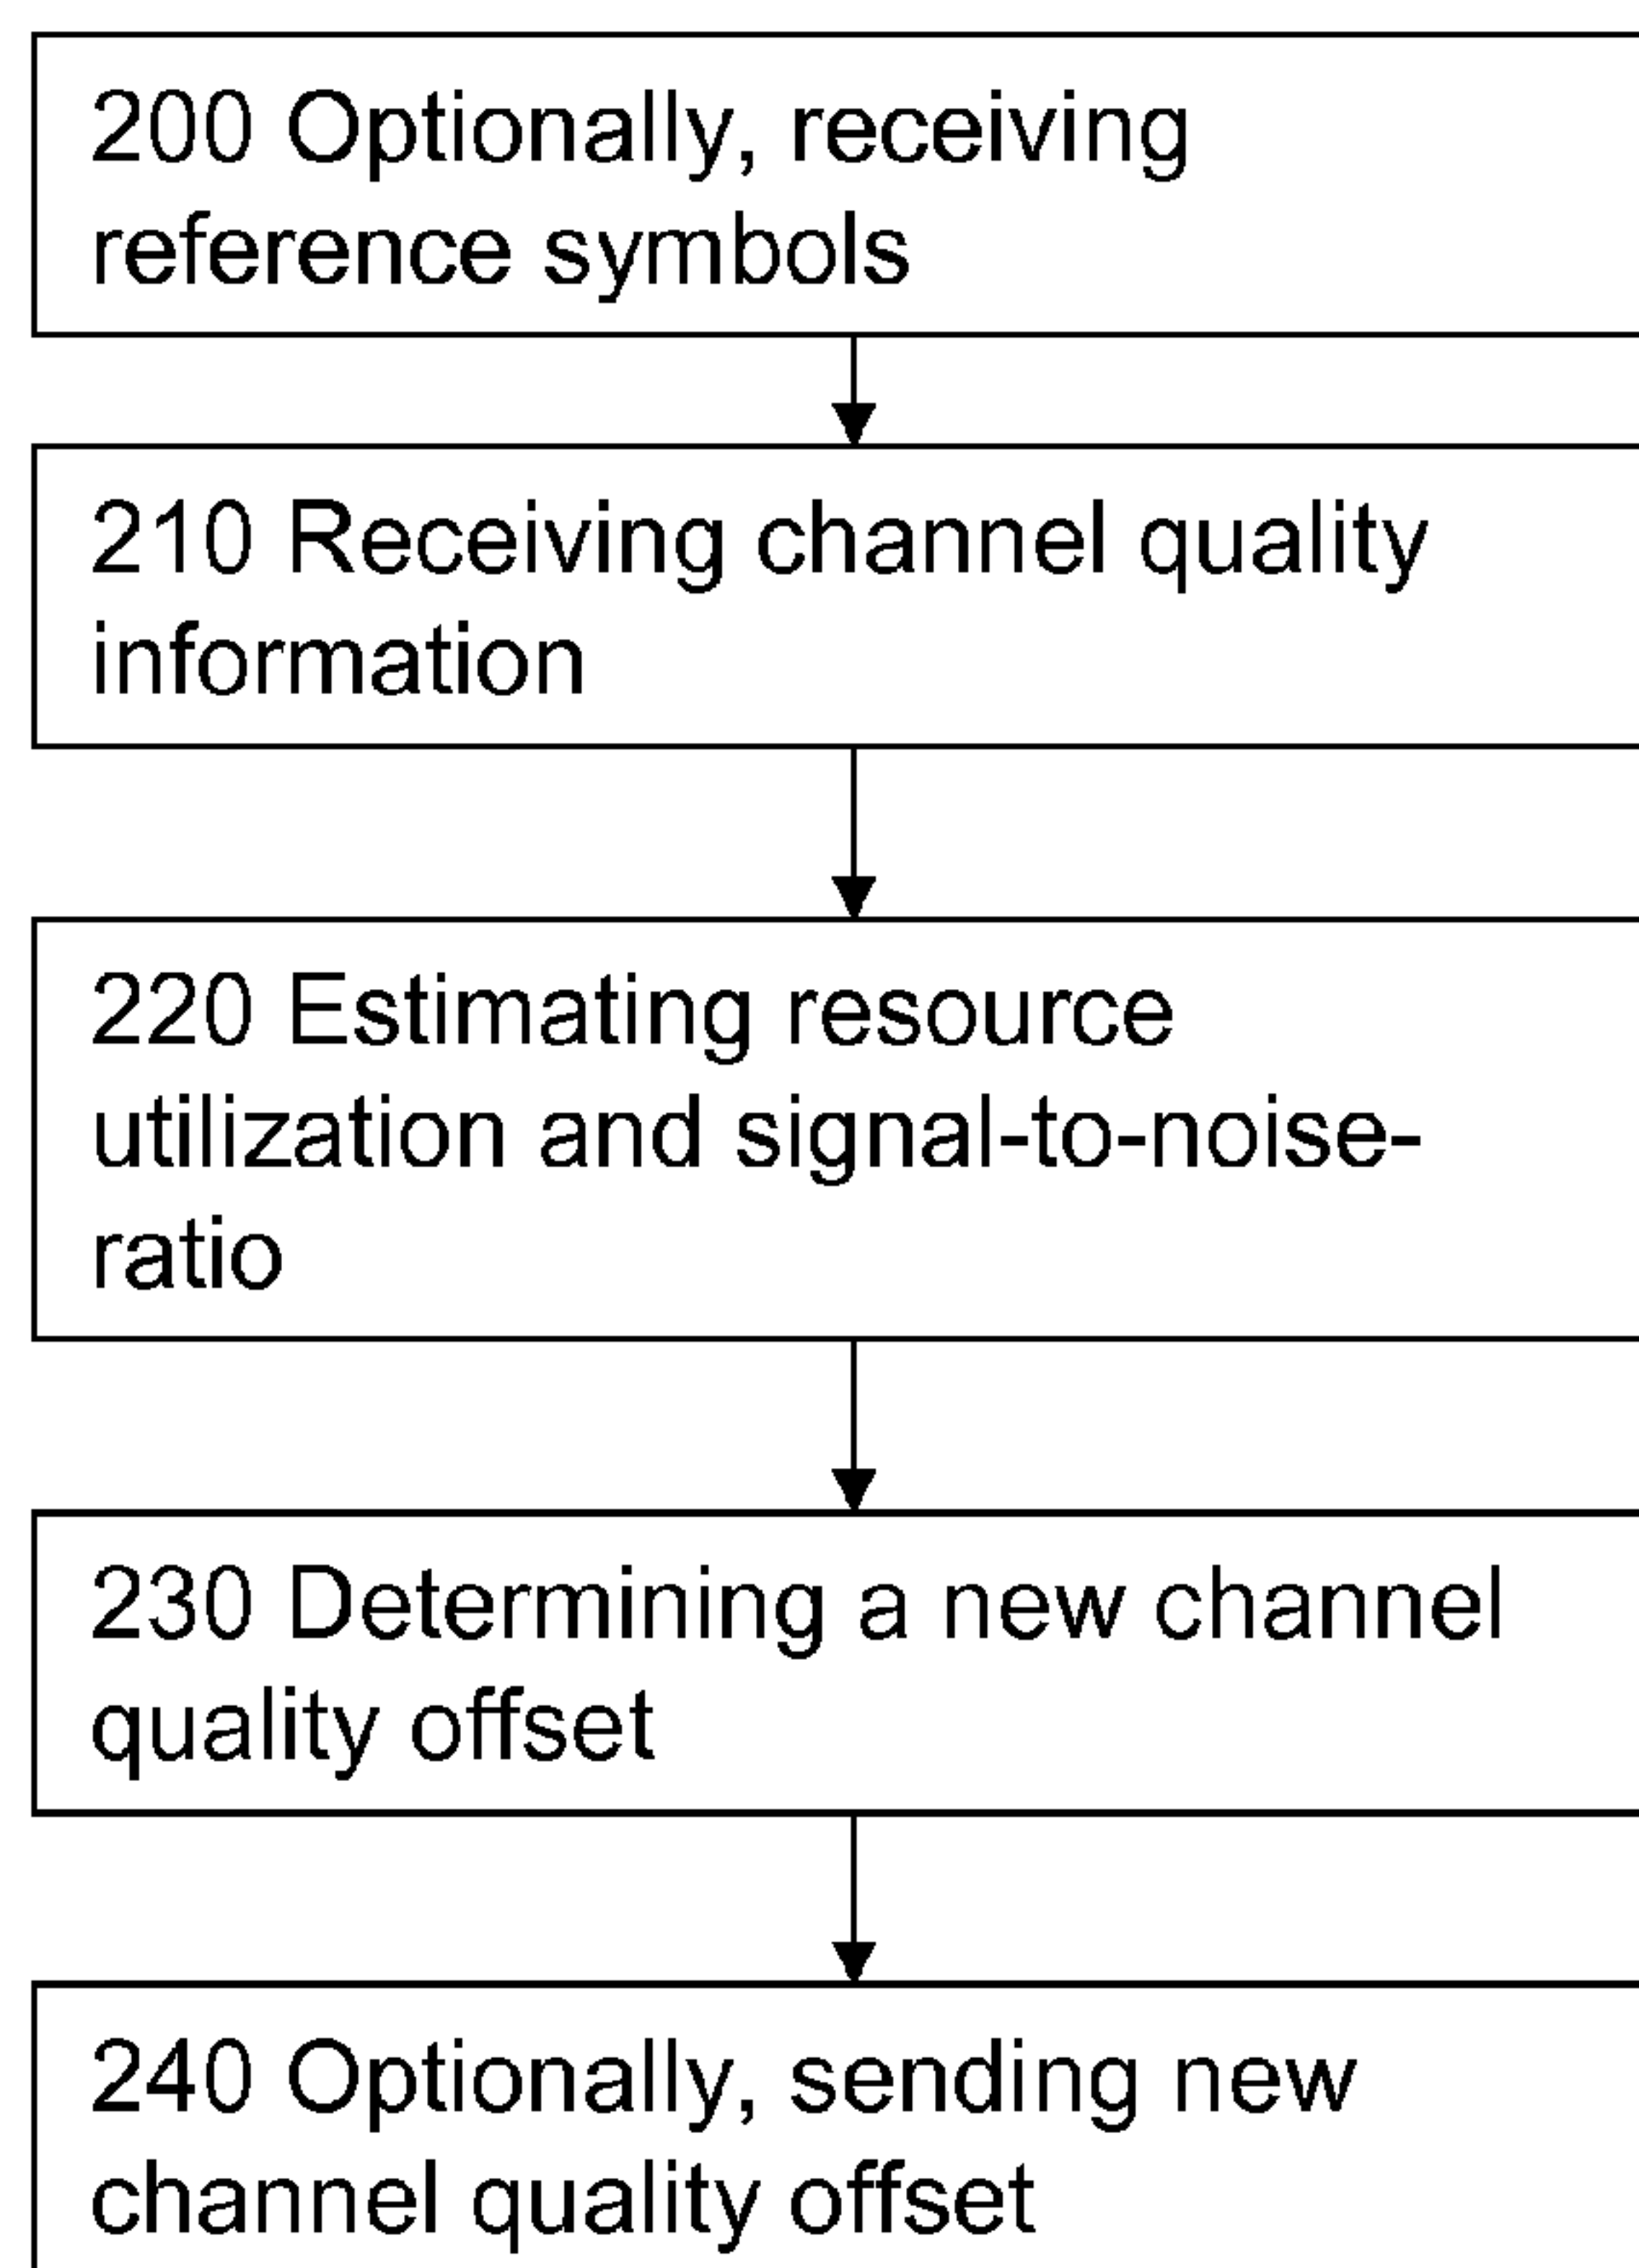 200 Optionally, receiving
reference symbols
210 Receiving channel quality
information
220 Estimating resource
utilization and signal-to-noise-
ratio
230 Determining a new channel
quality offset
240 Optionally, sending new
channel quality offset